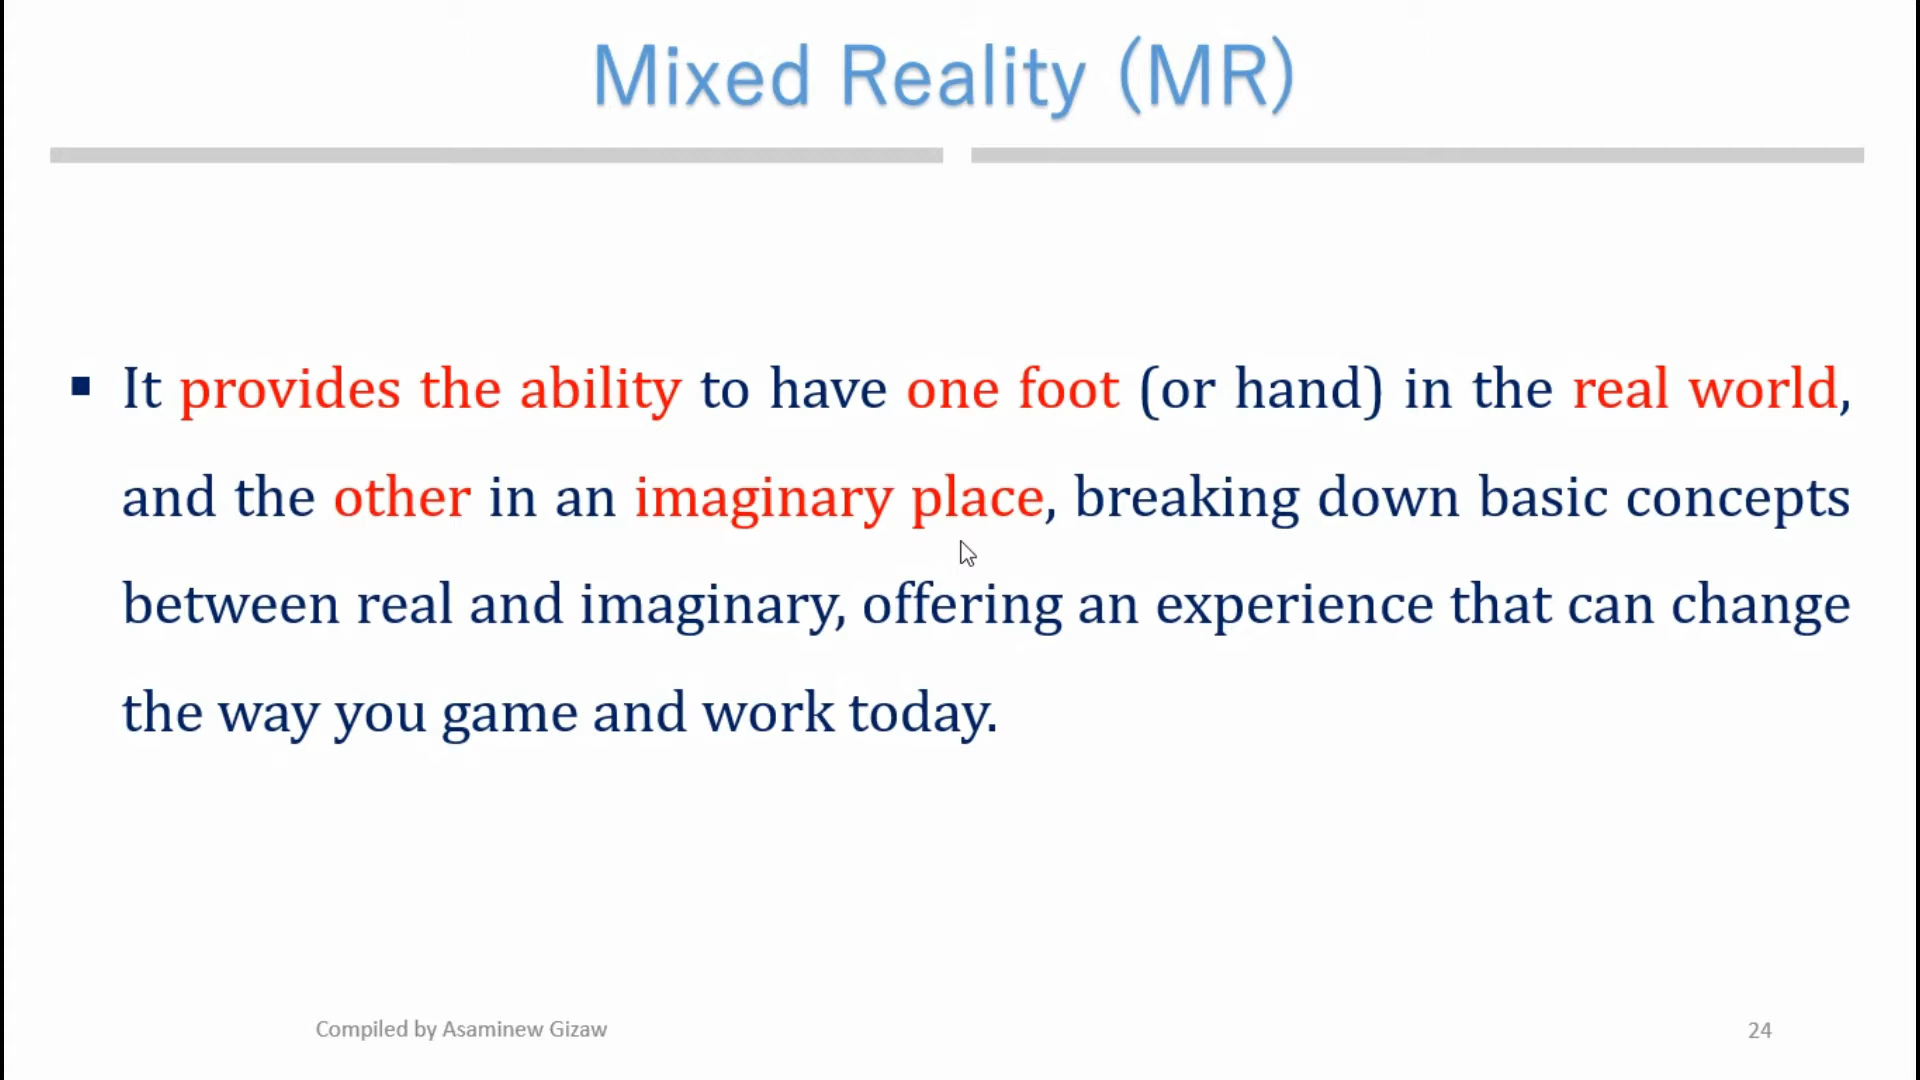 Mixed Reality (MR)
▪ It provides the ability to have one foot (or hand) in the real world,
and the other in an imaginary place, breaking down basic concepts
between real and imaginary, offering an experience that can change
the way you game and work today.
Compiled by Asaminew Gizaw
24